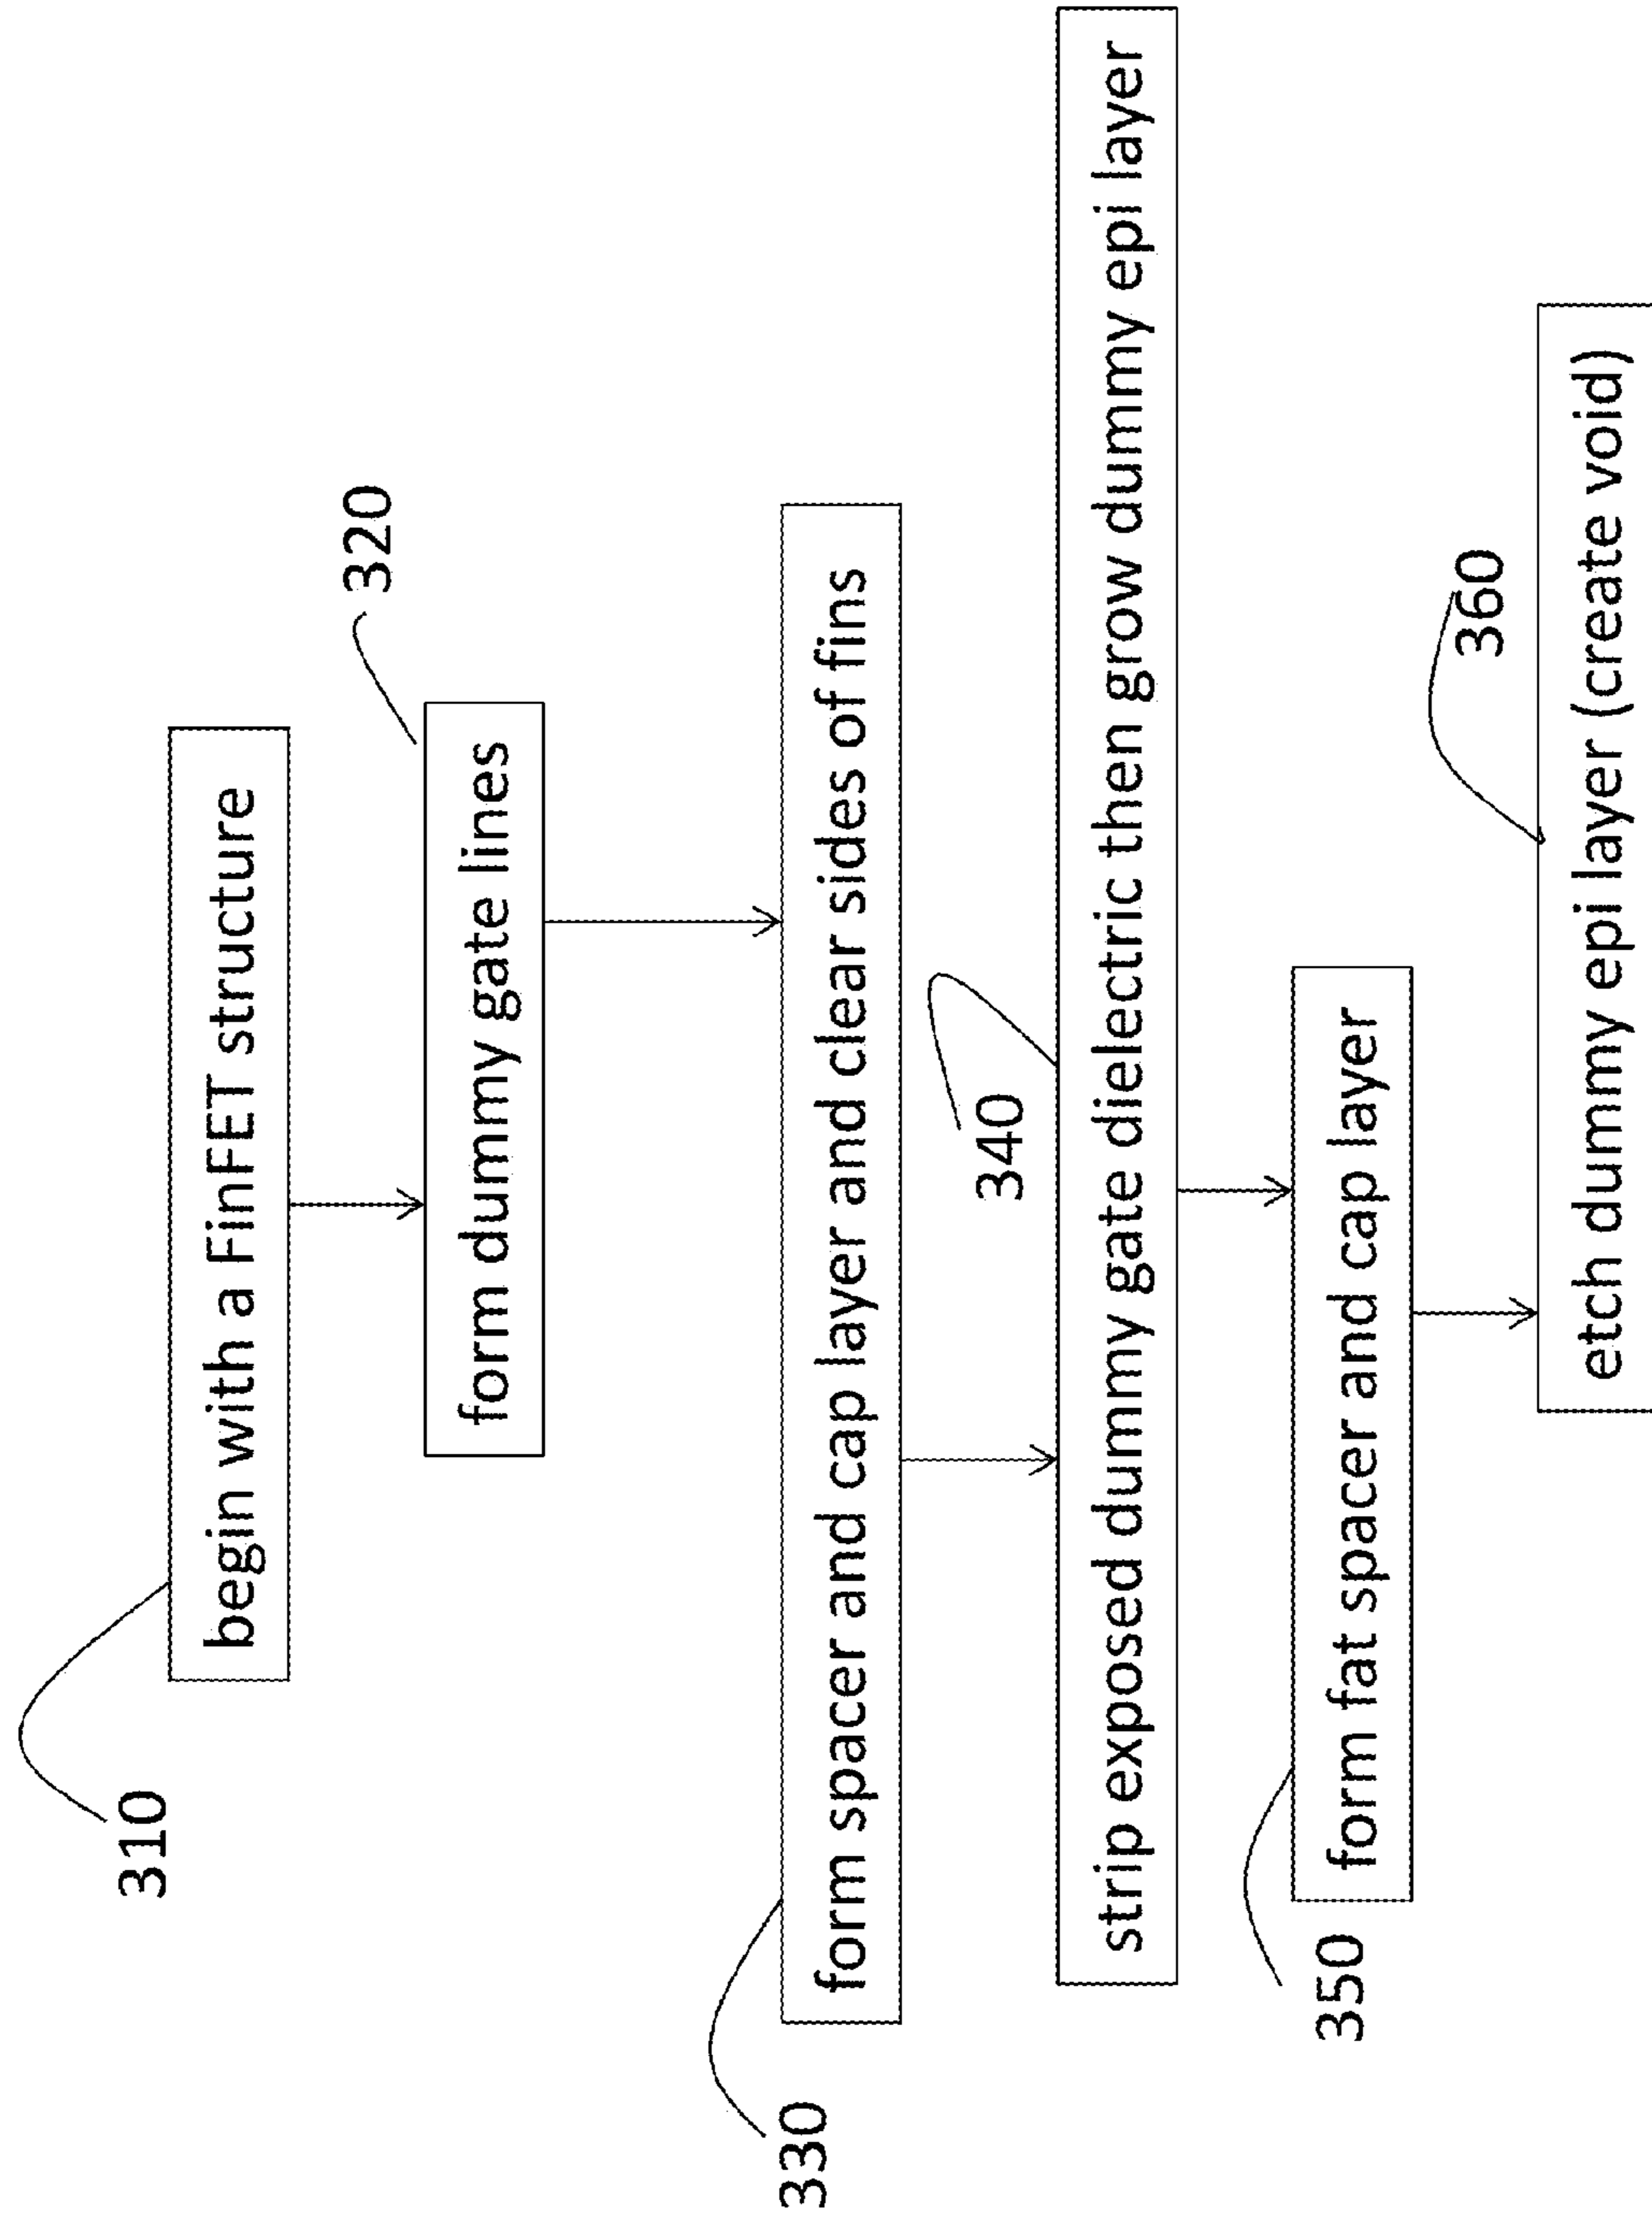 310
begin with a FinFET structure
320
form dummy gate lines
330
form spacer and cap layer and clear sides of fins
340
strip exposed dummy gate dielectric then grow dummy epi layer
350
form fat spacer and cap layer
360
etch dummy epi layer (create void)